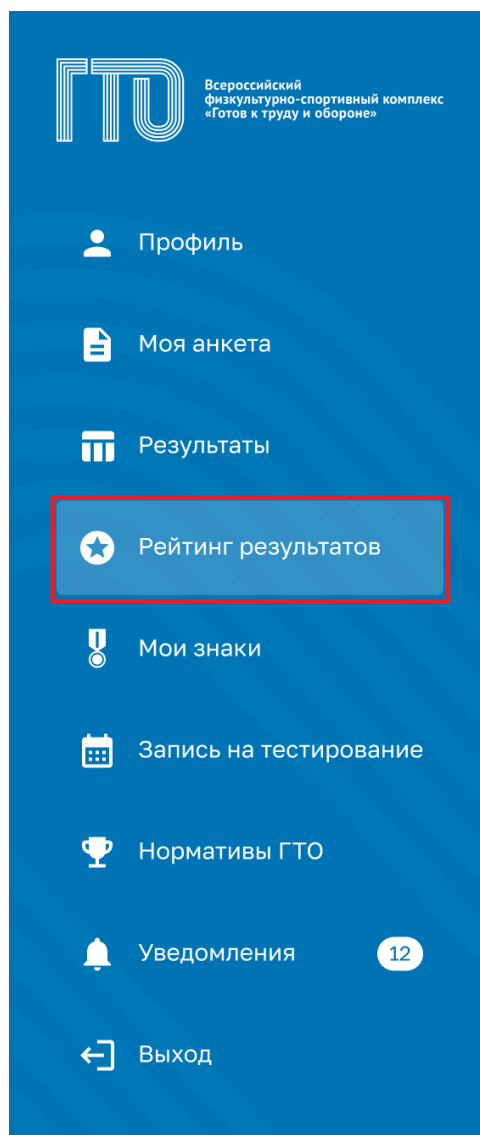 ГТО
Всероссийский
физкультурно-спортивный комплекс
«Готов к труду и обороне»
Профиль
Моя анкета
Результаты
Рейтинг результатов
Мои знаки
Запись на тестирование
Нормативы ГТО
Уведомления 12
Выход